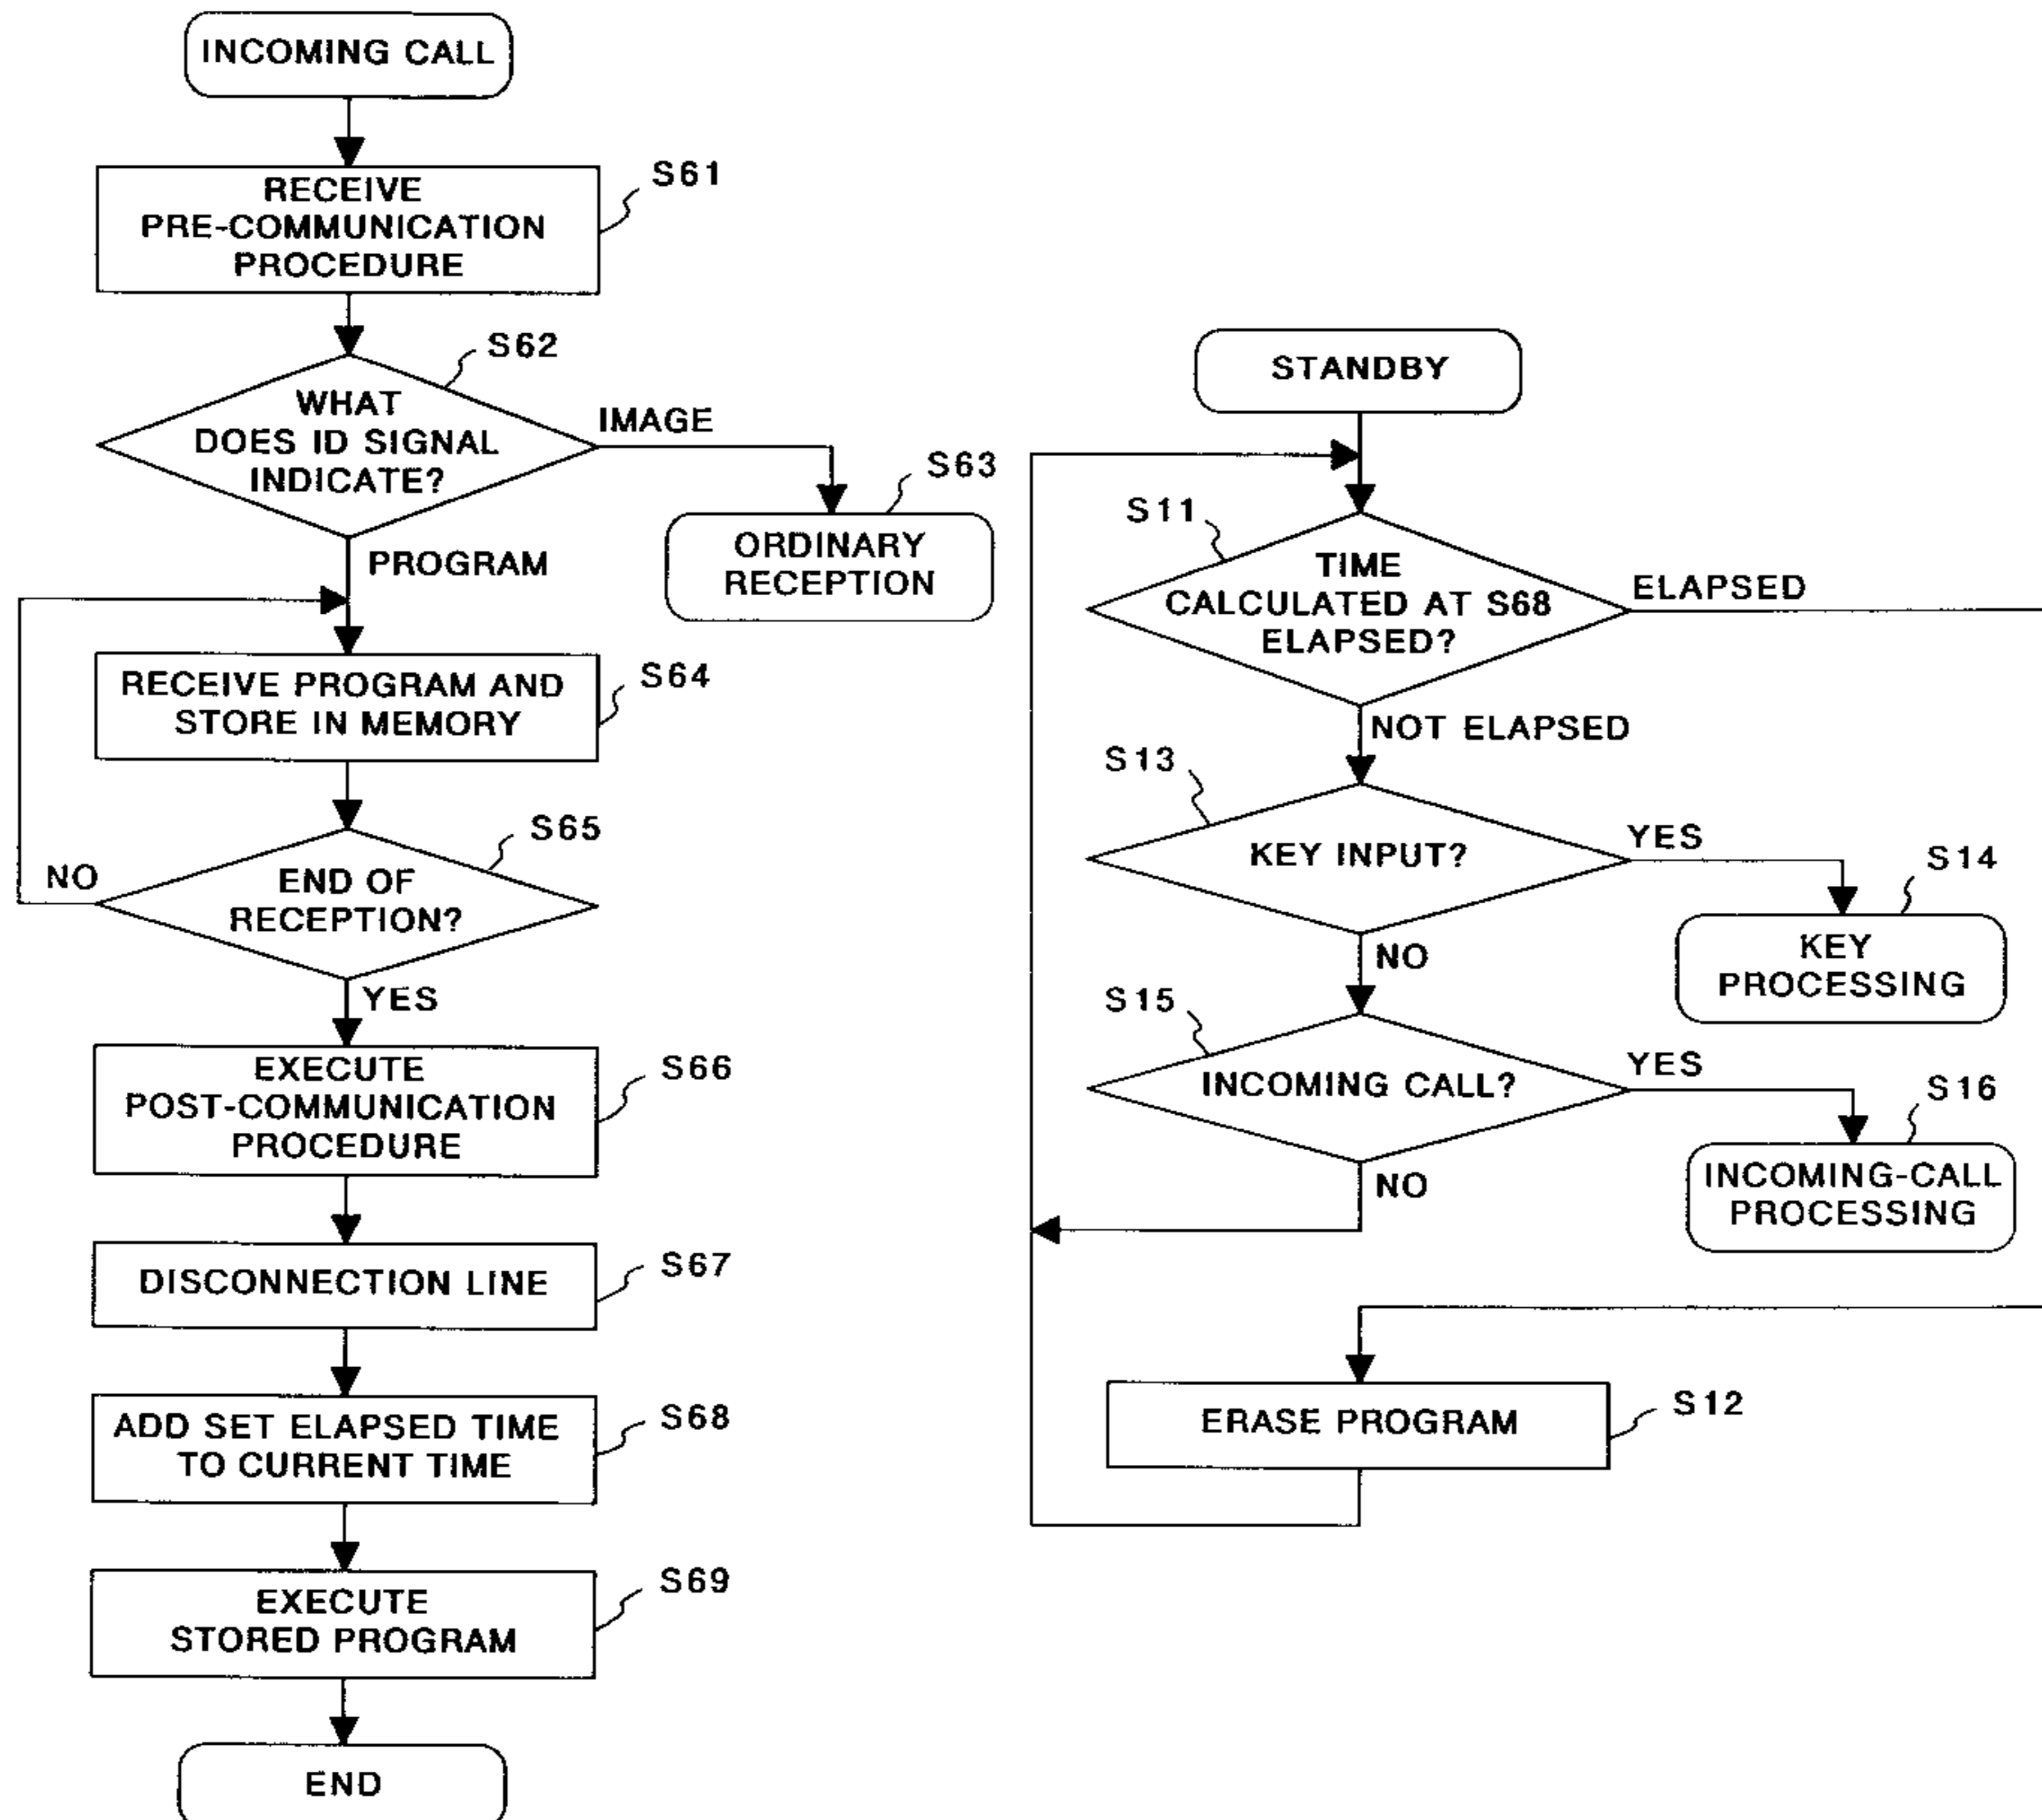 INCOMING CALL
S61
RECEIVE
PRE-COMMUNICATION
PROCEDURE
S62
WHAT
DOES ID SIGNAL
INDICATE?
IMAGE
S63
ORDINARY
RECEPTION
PROGRAM
S64
RECEIVE PROGRAM AND
STORE IN MEMORY
S65
END OF
RECEPTION?
NO
YES
S66
EXECUTE
POST-COMMUNICATION
PROCEDURE
S67
DISCONNECTION LINE
S68
ADD SET ELAPSED TIME
TO CURRENT TIME
S69
EXECUTE
STORED PROGRAM
END
STANDBY
S11
TIME
CALCULATED AT S68
ELAPSED?
ELAPSED
NOT ELAPSED
S13
KEY INPUT?
YES
S14
KEY
PROCESSING
NO
S15
INCOMING CALL?
YES
S16
INCOMING-CALL
PROCESSING
NO
ERASE PROGRAM
S12